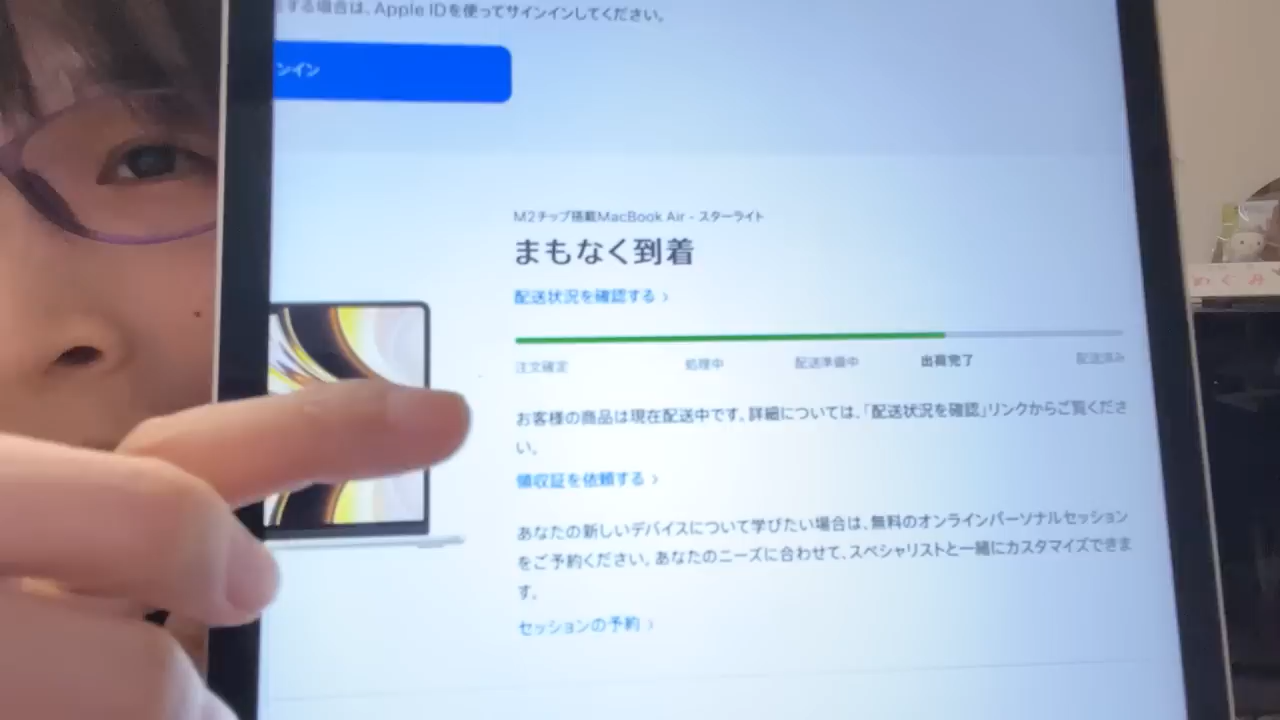 する場合は、Apple IDを使ってサインインしてください。
ンイン
M2チップ搭載MacBook Air - スターライト
まもなく到着
配送状況を確認する ›
注文確定
処理中
配送準備中
出荷完了
配送済み
お客様の商品は現在配送中です。詳細については、「配送状況を確認」リンクからご覧くださ
い。
領収証を依頼する ›
あなたの新しいデバイスについて学びたい場合は、無料のオンラインパーソナルセッション
をご予約ください。あなたのニーズに合わせて、スペシャリストと一緒にカスタマイズできま
す。
セッションの予約 ›
めぐみ